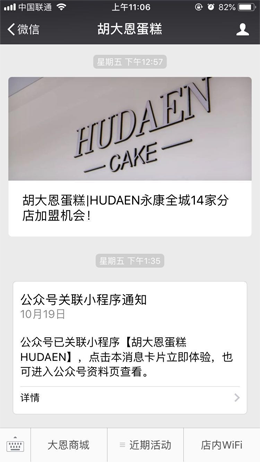 中国联通
上午11:06
82%
微信
胡大恩蛋糕
星期五 下午12:57
HUDAEN
CAKE
胡大恩蛋糕|HUDAEN永康全城14家分
店加盟机会！
星期五 下午1:35
公众号关联小程序通知
10月19日
公众号已关联小程序【胡大恩蛋糕
HUDAEN】，点击本消息卡片立即体验，也
可进入公众号资料页查看。
详情
大恩商城
近期活动
店内WiFi